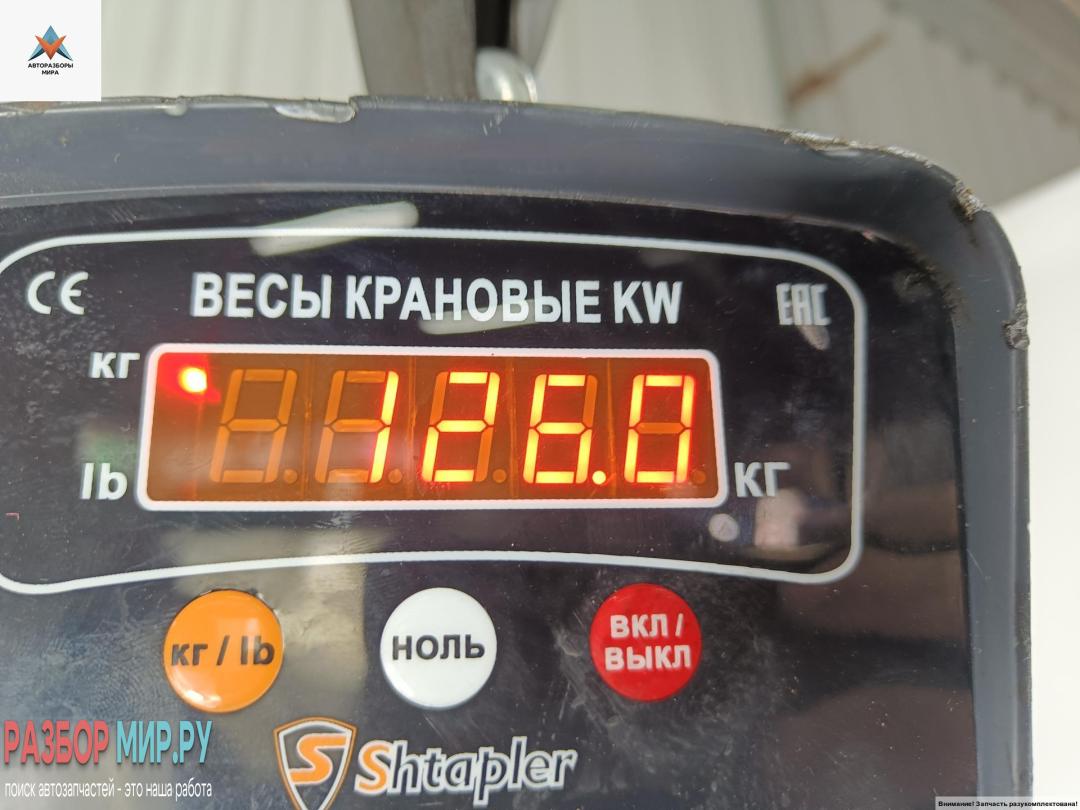 АВТОРАЗБОРЫ
МИРА
CE
ВЕСЫ КРАНОВЫЕ KW
EAC
кг
126.0
lb
КГ
кг / lb
НОЛЬ
ВКЛ /
ВЫКЛ
РАЗБОР МИР.РУ
поиск автозапчастей - это наша работа
S Shtapler
Внимание! Запчасть разукомплектована!